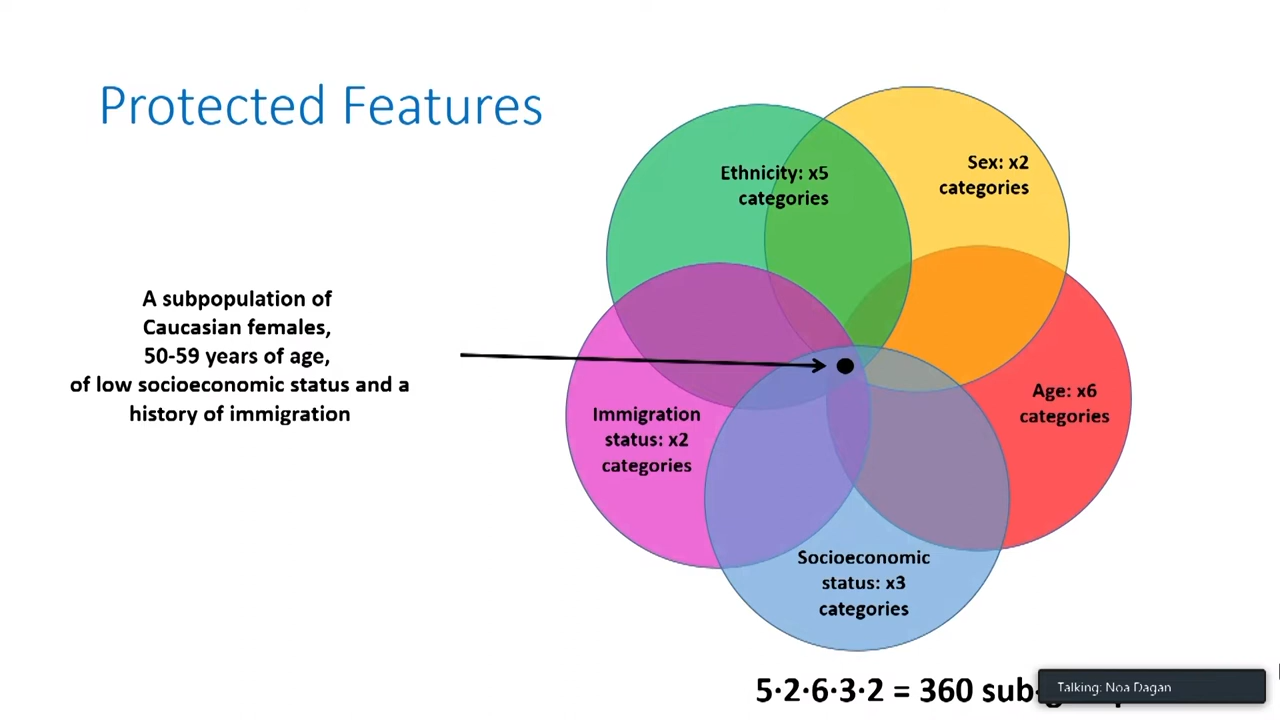 Protected Features
Ethnicity: x5
categories
Sex: x2
categories
A subpopulation of
Caucasian females,
50-59 years of age,
of low socioeconomic status and a
history of immigration
Age: x6
categories
Immigration
status: x2
categories
Socioeconomic
status: x3
categories
5·2·6·3·2 = 360
Talking: Noa Dagan